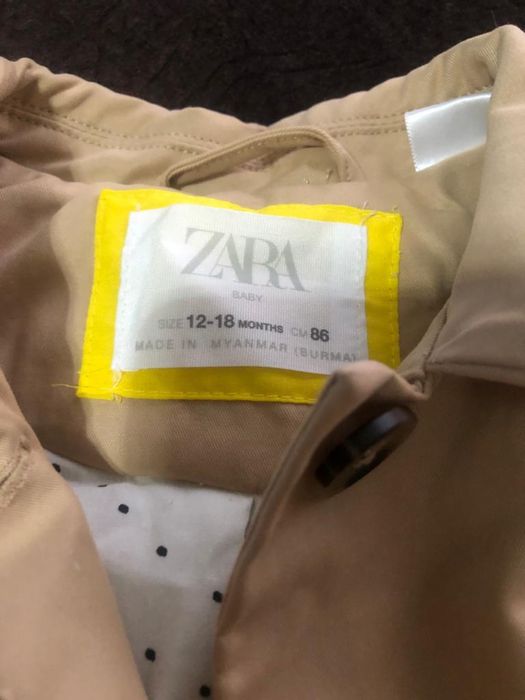 ZARA
BABY
SIZE 12-18 MONTHS CM 86
MADE IN MYANMAR (BURMA)